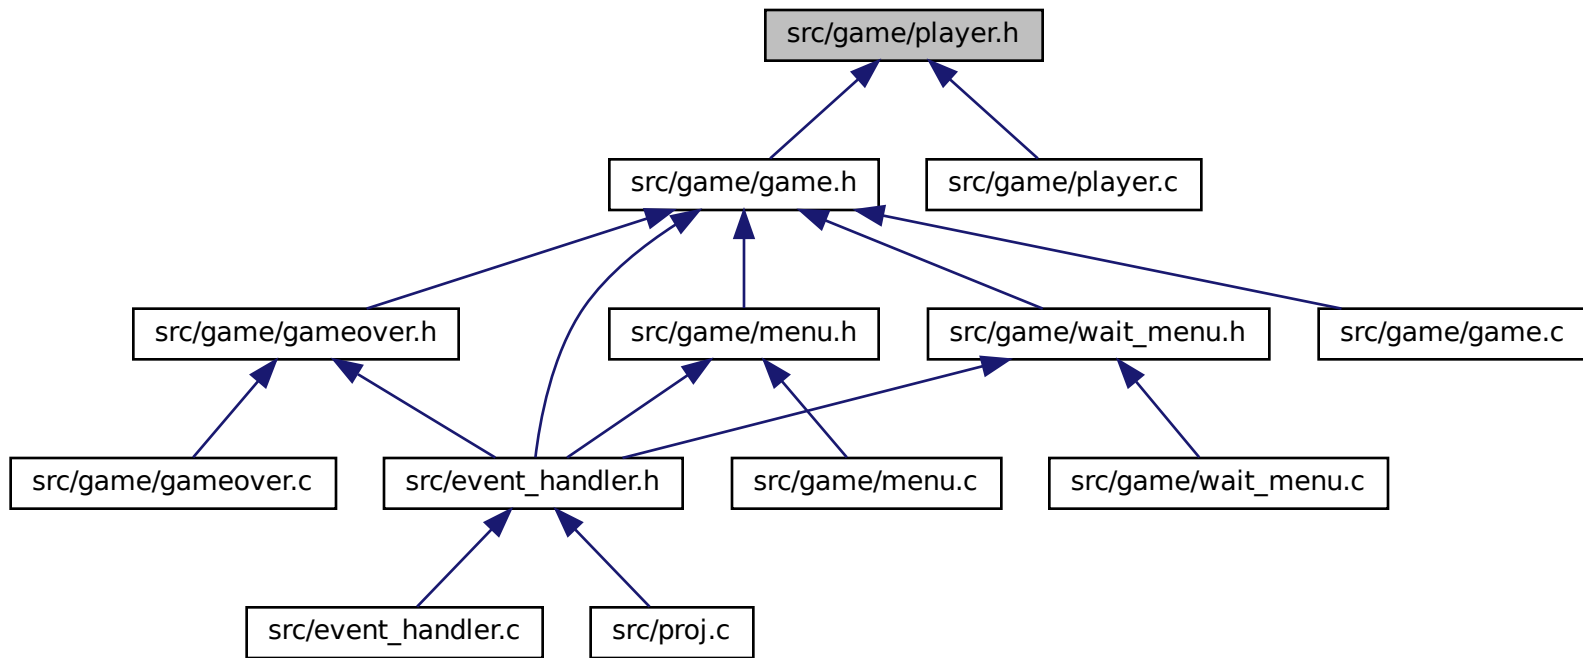 src/game/player.h
src/game/game.h
src/game/player.c
src/game/gameover.h
src/game/menu.h
src/game/wait_menu.h
src/game/game.c
src/game/gameover.c
src/event_handler.h
src/game/menu.c
src/game/wait_menu.c
src/event_handler.c
src/proj.c